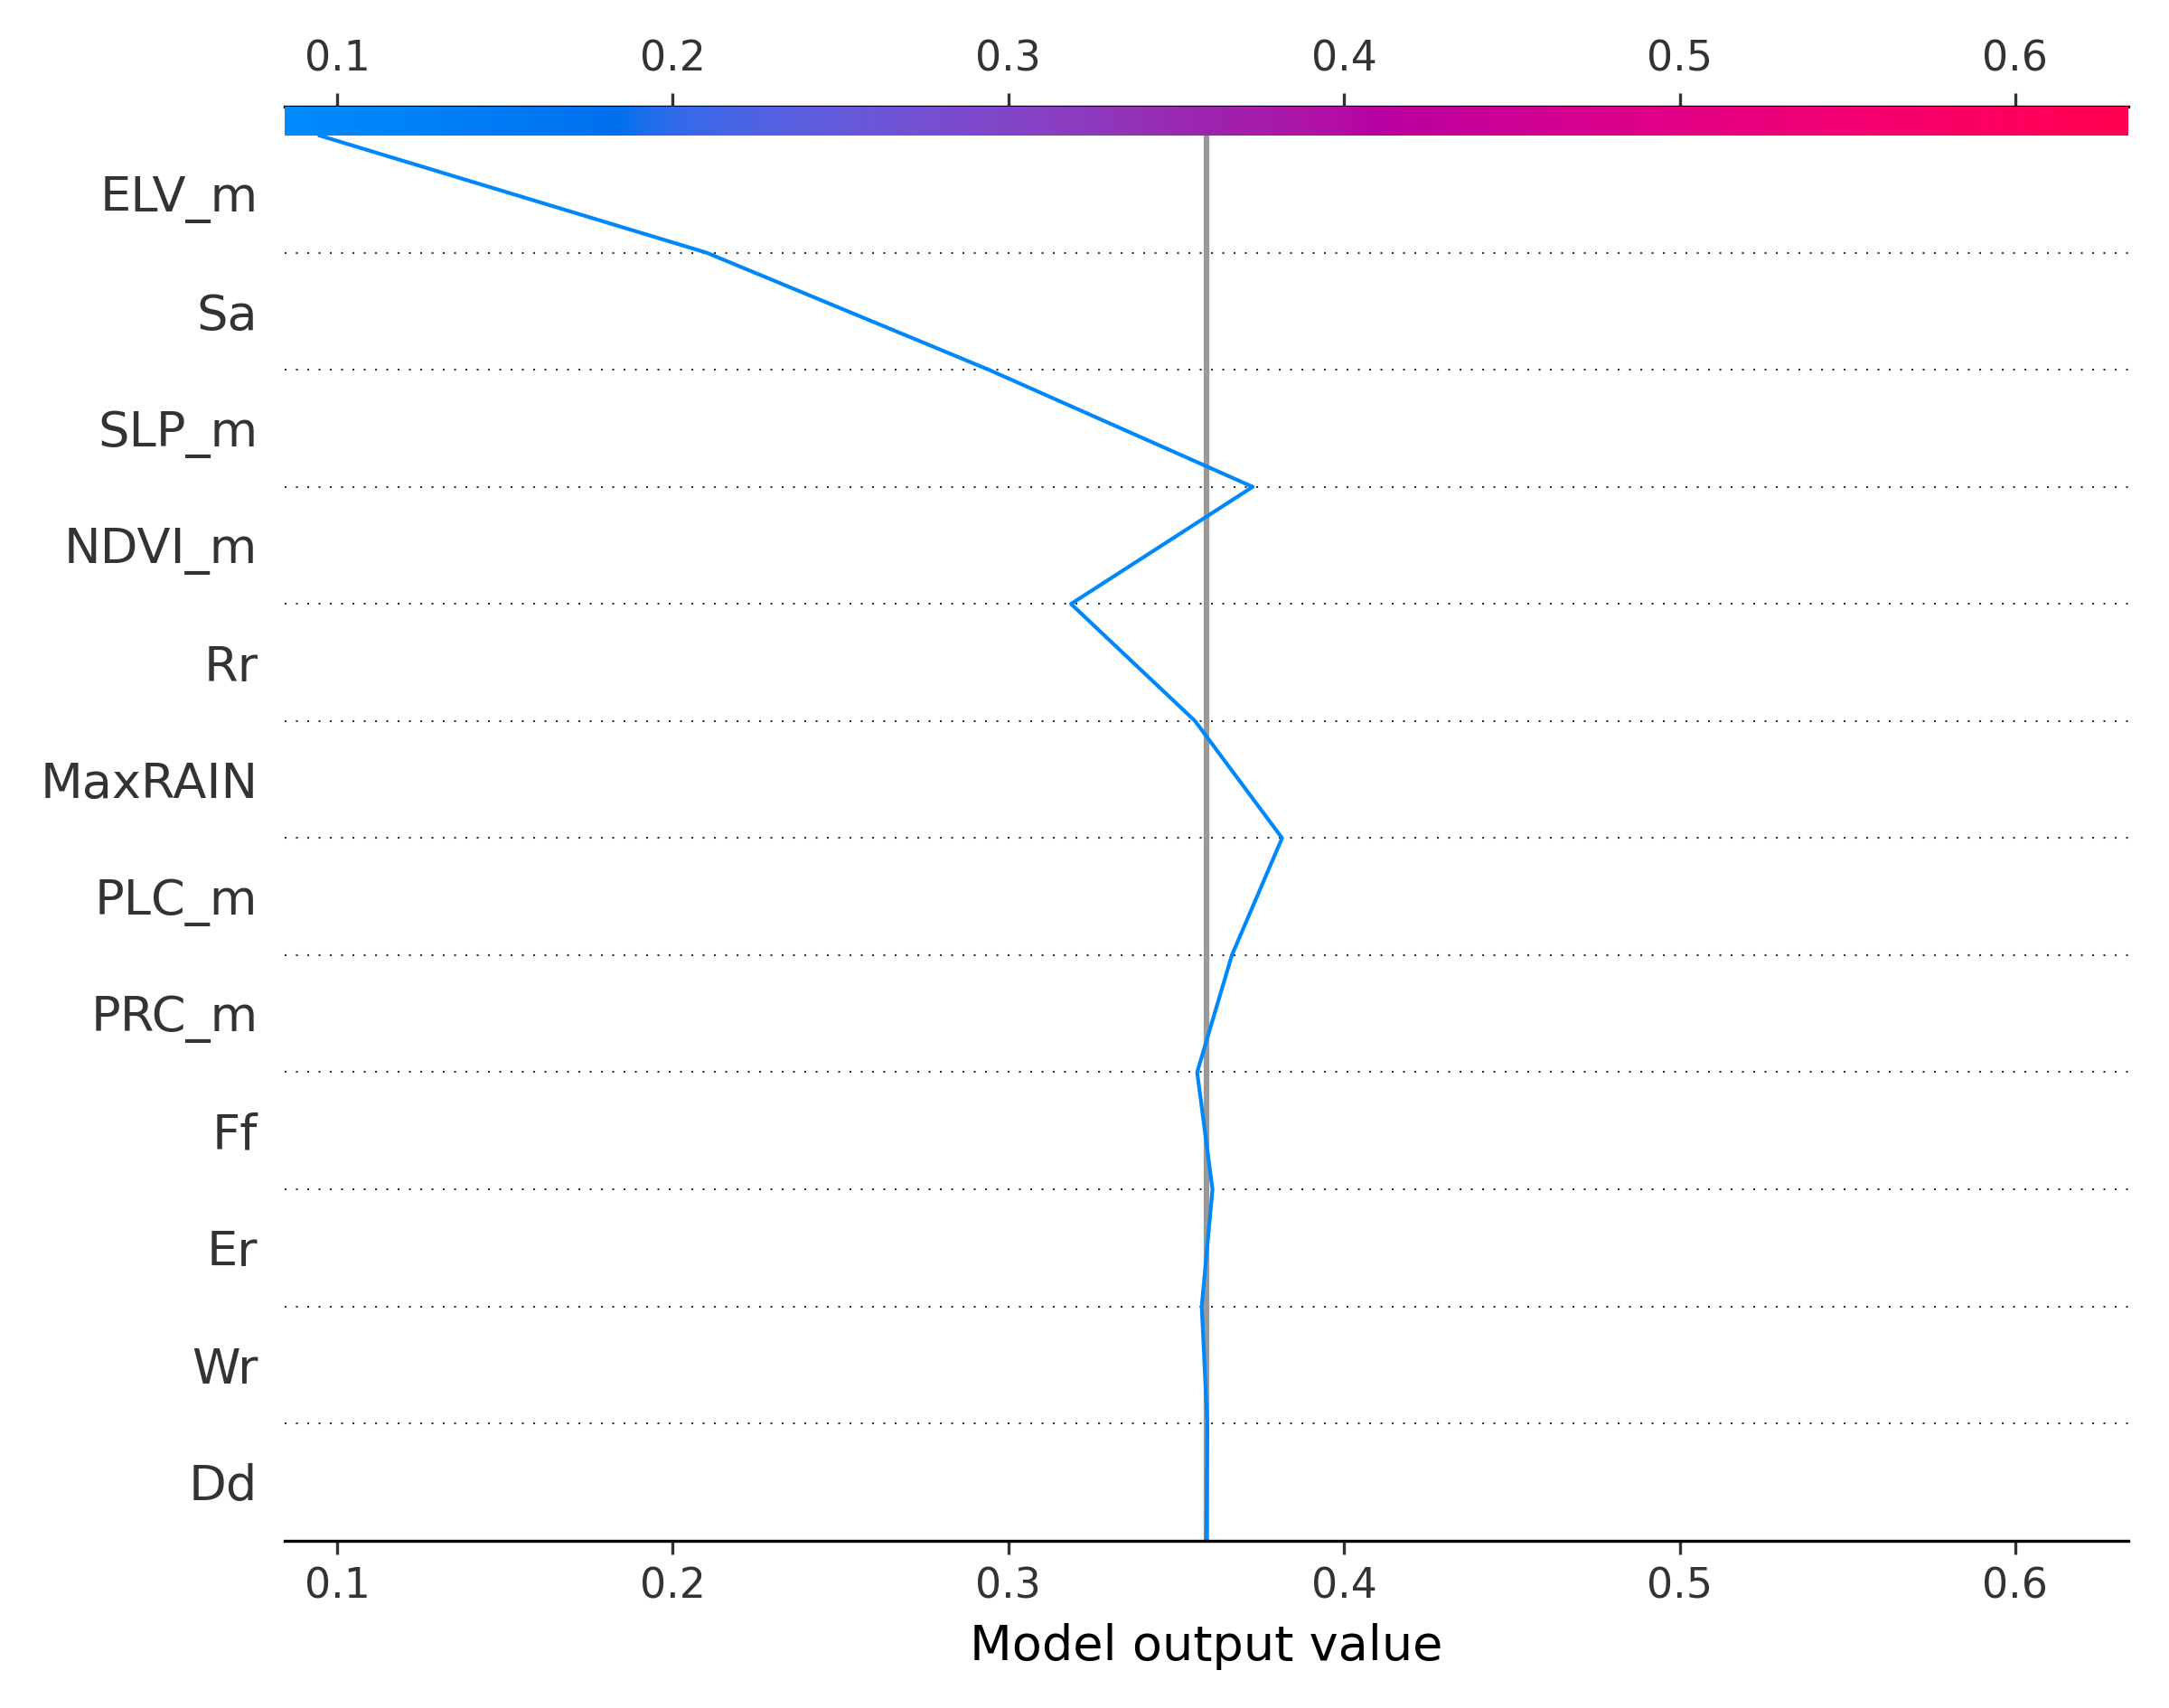 0.1 0.2 0.3 0.4 0.5 0.6
ELV_m
Sa
SLP_m
NDVI_m
Rr
MaxRAIN
PLC_m
PRC_m
Ff
Er
Wr
Dd
0.1 0.2 0.3 0.4 0.5 0.6
Model output value